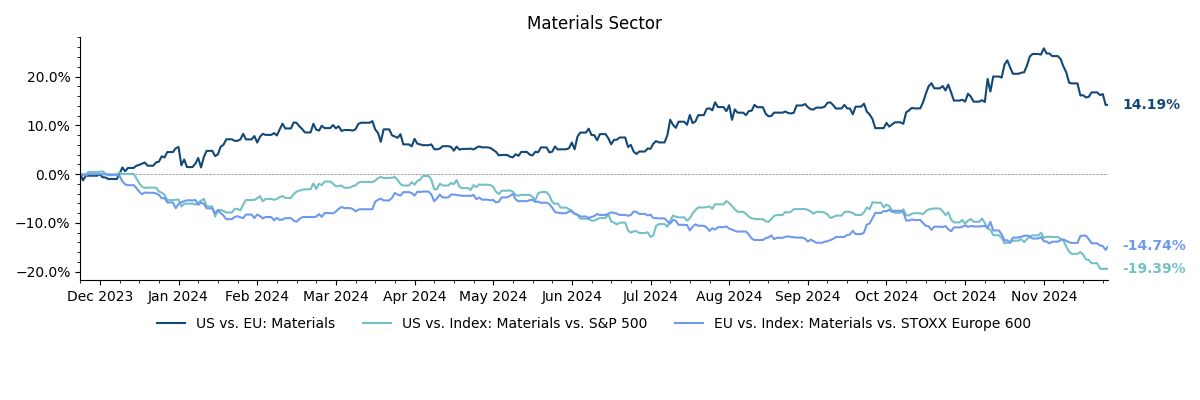 Materials Sector
20.0%
10.0%
0.0%
−10.0%
−20.0%
14.19%
-14.74%
-19.39%
Dec 2023 Jan 2024 Feb 2024 Mar 2024 Apr 2024 May 2024 Jun 2024 Jul 2024 Aug 2024 Sep 2024 Oct 2024 Oct 2024 Nov 2024
US vs. EU: Materials US vs. Index: Materials vs. S&P 500 EU vs. Index: Materials vs. STOXX Europe 600